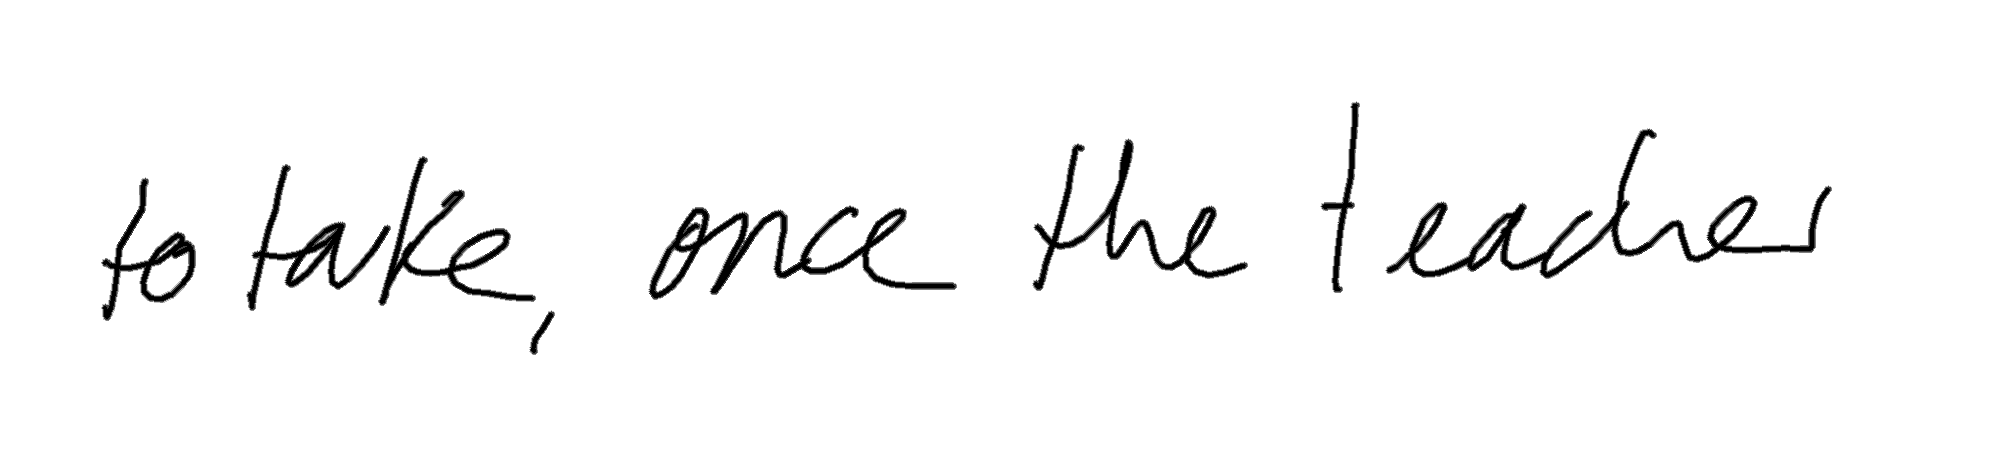 to take, once the teacher